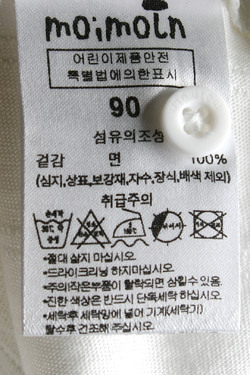 moimoln
어린이제품안전
특별법에의한표시
90
섬유의조성
겉감 면 100%
(심지,상표,보강재,자수,장식,배색 제외)
취급주의
•절대 삶지 마십시오.
•드라이크리닝 하지마십시오.
•주의:작은부품이 탈락되면 삼킬수 있음.
•진한 색상은 반드시 단독세탁 하십시오.
•세탁후 세탁망에 널어 기계(세탁기)
탈수후 건조해 주십시오.